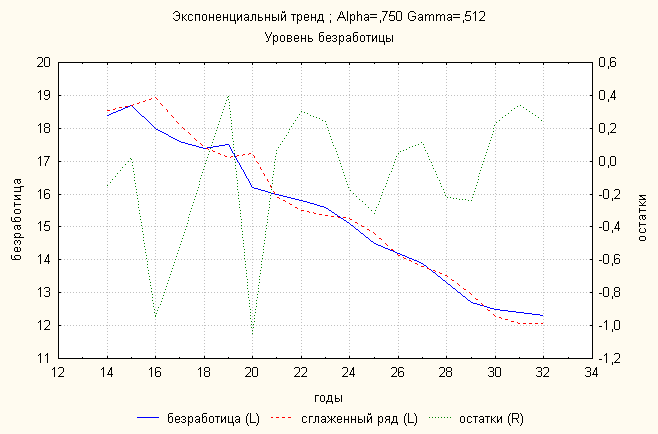 Экспоненциальный тренд ; Alpha=,750 Gamma=,512
Уровень безработицы
20
19
18
17
16
15
14
13
12
11
безработица
0,6
0,4
0,2
0,0
-0,2
-0,4
-0,6
-0,8
-1,0
-1,2
остатки
12 14 16 18 20 22 24 26 28 30 32 34
годы
безработица (L) сглаженный ряд (L) остатки (R)